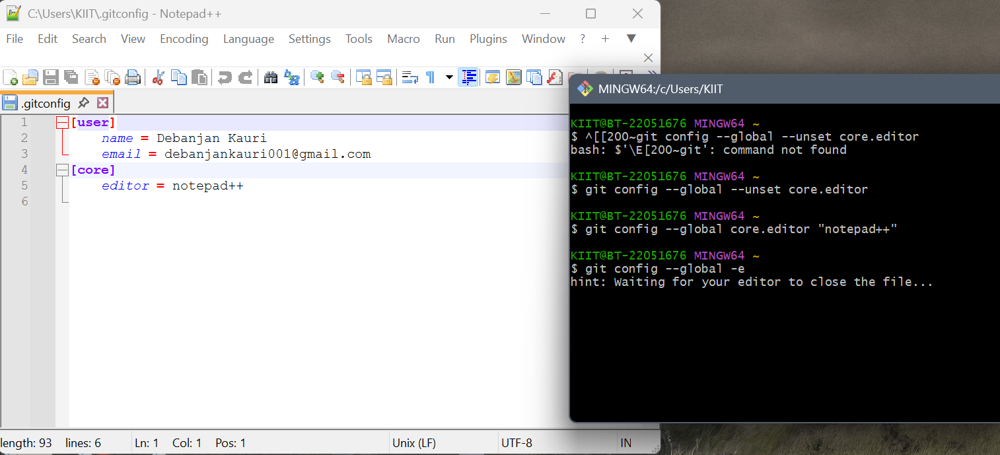 C:\Users\KIIT\.gitconfig - Notepad++
File Edit Search View Encoding Language Settings Tools Macro Run Plugins Window ? + ▼
.gitconfig
1 [user]
2 name = Debanjan Kauri
3 email = debanjankauri001@gmail.com
4 [core]
5 editor = notepad++
6
length: 93 lines: 6 Ln: 1 Col: 1 Pos: 1 Unix (LF) UTF-8 IN
MINGW64:/c/Users/KIIT
KIIT@BT-22051676 MINGW64 ~
$ ^[[200~git config --global --unset core.editor
bash: $'\E[200~git': command not found
KIIT@BT-22051676 MINGW64 ~
$ git config --global --unset core.editor
KIIT@BT-22051676 MINGW64 ~
$ git config --global core.editor "notepad++"
KIIT@BT-22051676 MINGW64 ~
$ git config --global -e
hint: Waiting for your editor to close the file...